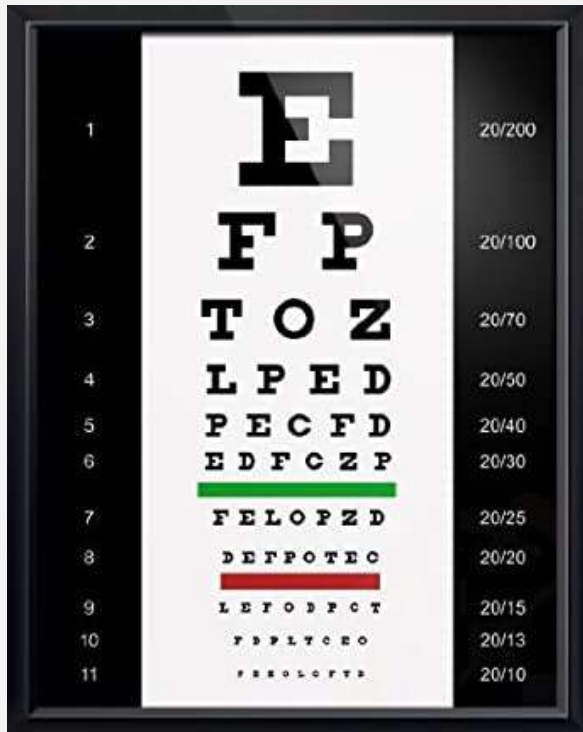 1 E 20/200
2 F P 20/100
3 T O Z 20/70
4 L P E D 20/50
5 P E C F D 20/40
6 E D F C Z P 20/30
7 F E L O P Z D 20/25
8 D E F P O T E C 20/20
9 L E F O D P C T 20/15
10 F D P L T C E O 20/13
11 20/10